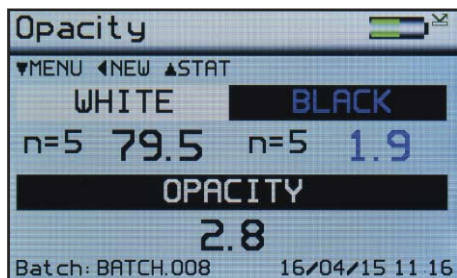 Opacity
▼MENU ◀NEW ▲STAT
WHITE BLACK
n=5 79.5 n=5 1.9
OPACITY
2.8
Batch: BATCH.008 16/04/15 11.16